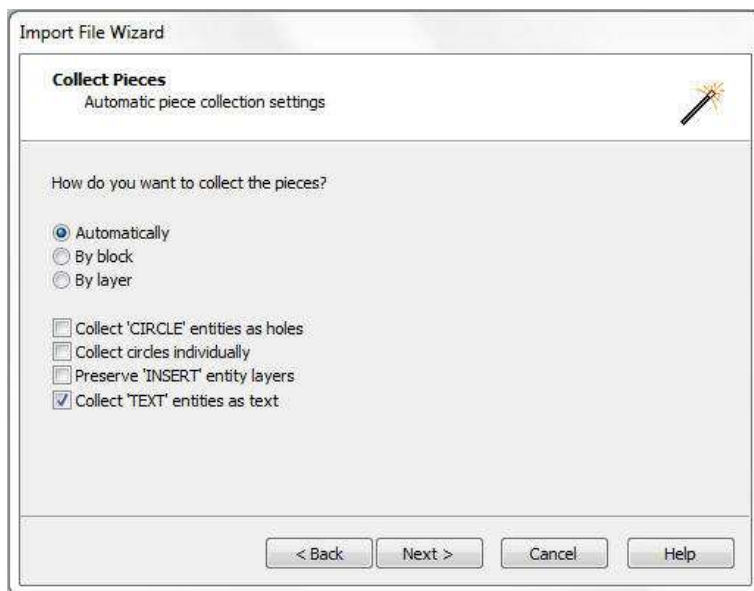 Import File Wizard
Collect Pieces
Automatic piece collection settings
How do you want to collect the pieces?
Automatically
By block
By layer
Collect 'CIRCLE' entities as holes
Collect circles individually
Preserve 'INSERT' entity layers
Collect 'TEXT' entities as text
< Back Next > Cancel Help